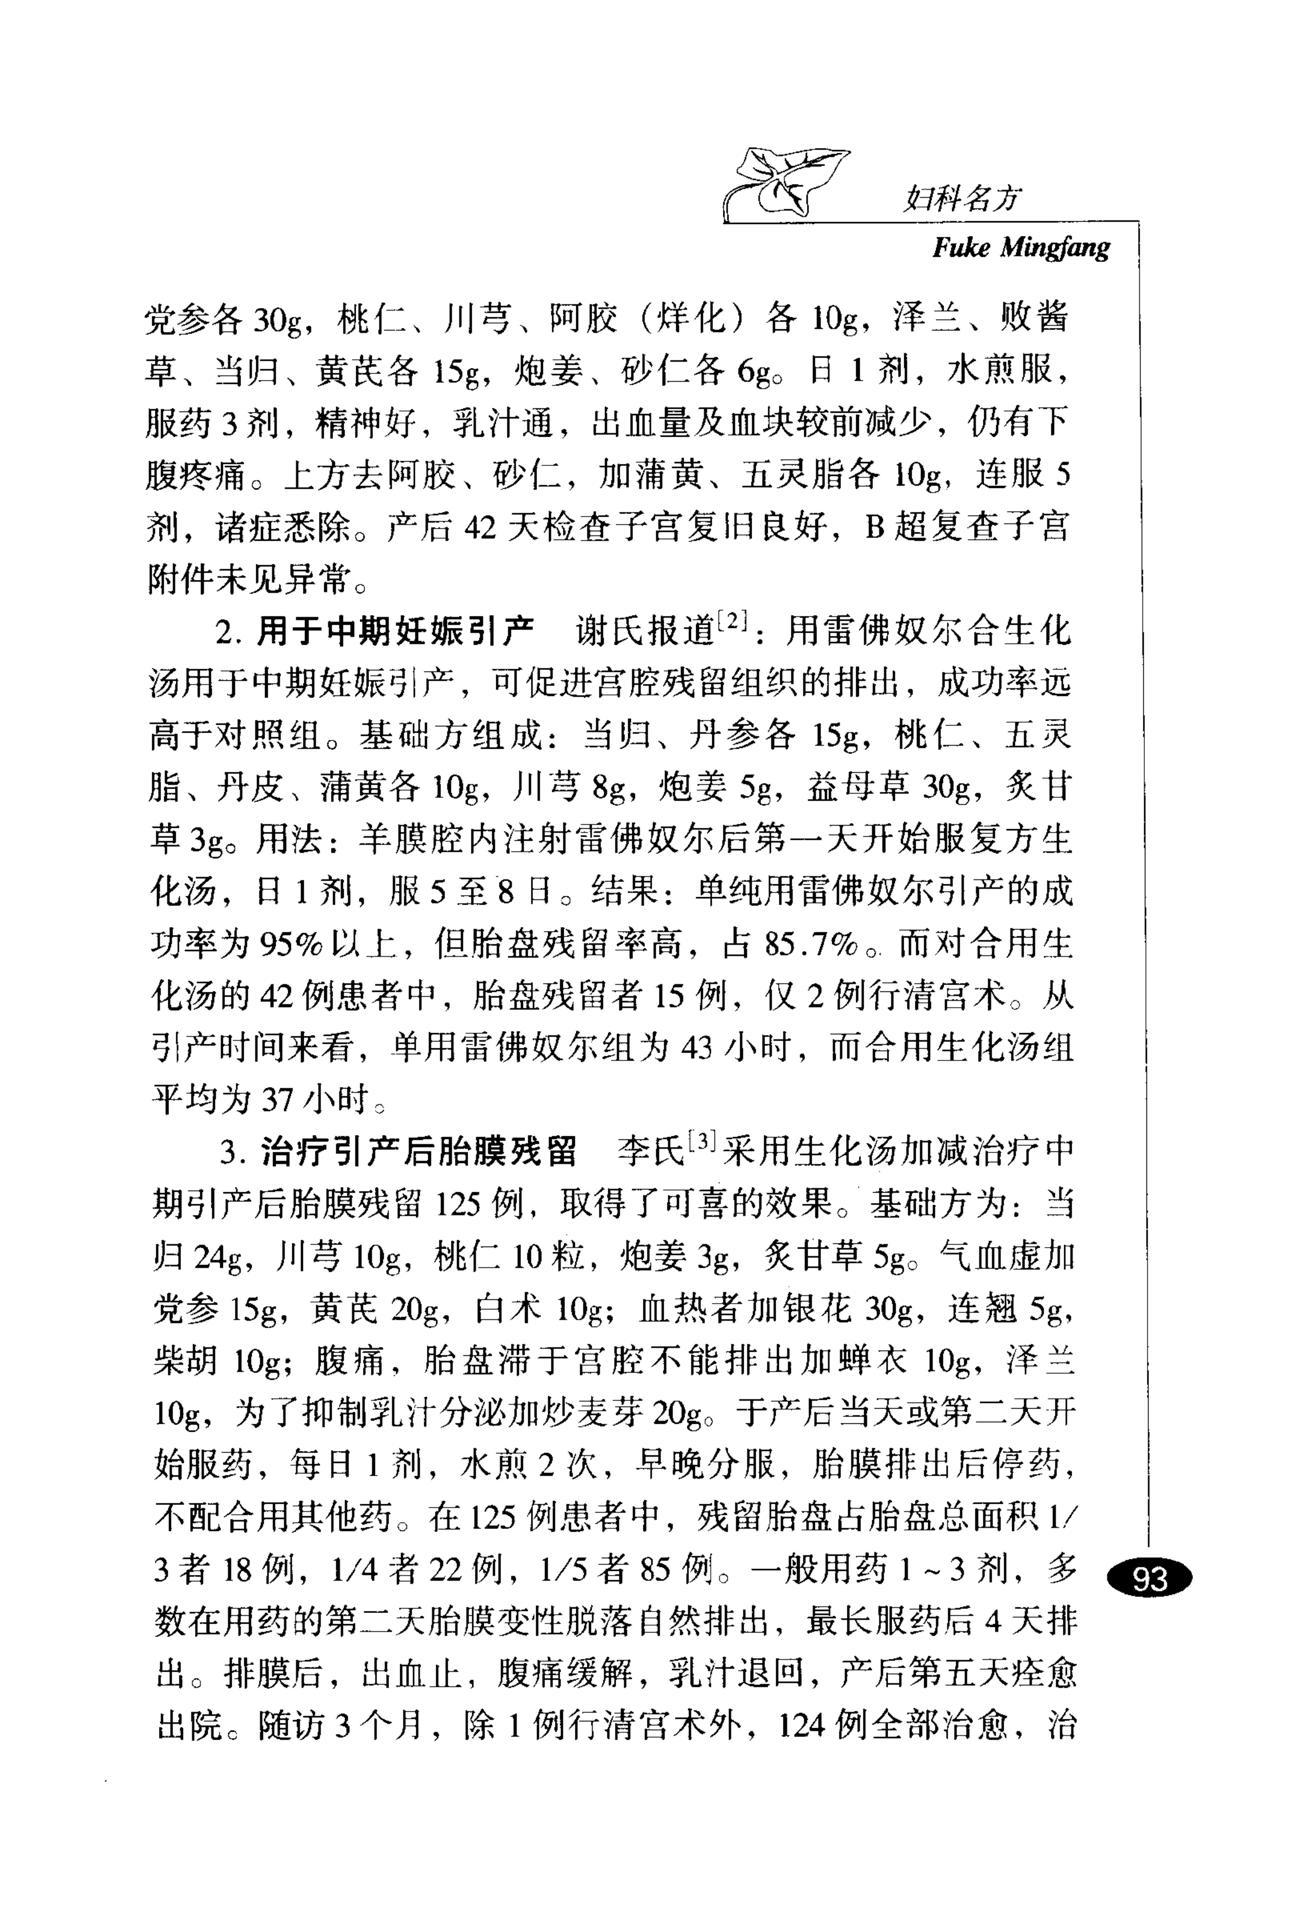 妇科名方
Fuke Mingfang
党参各 30g，桃仁、川芎、阿胶（烊化）各 10g，泽兰、败酱
草、当归、黄芪各 15g，炮姜、砂仁各 6g。日 1 剂，水煎服，
服药 3 剂，精神好，乳汁通，出血量及血块较前减少，仍有下
腹疼痛。上方去阿胶、砂仁，加蒲黄、五灵脂各 10g，连服 5
剂，诸症悉除。产后 42 天检查子宫复旧良好，B 超复查子宫
附件未见异常。
2. 用于中期妊娠引产　谢氏报道[2]：用雷佛奴尔合生化
汤用于中期妊娠引产，可促进宫腔残留组织的排出，成功率远
高于对照组。基础方组成：当归、丹参各 15g，桃仁、五灵
脂、丹皮、蒲黄各 10g，川芎 8g，炮姜 5g，益母草 30g，炙甘
草 3g。用法：羊膜腔内注射雷佛奴尔后第一天开始服复方生
化汤，日 1 剂，服 5 至 8 日。结果：单纯用雷佛奴尔引产的成
功率为 95%以上，但胎盘残留率高，占 85.7%。而对合用生
化汤的 42 例患者中，胎盘残留者 15 例，仅 2 例行清宫术。从
引产时间来看，单用雷佛奴尔组为 43 小时，而合用生化汤组
平均为 37 小时。
3. 治疗引产后胎膜残留　李氏[3]采用生化汤加减治疗中
期引产后胎膜残留 125 例，取得了可喜的效果。基础方为：当
归 24g，川芎 10g，桃仁 10 粒，炮姜 3g，炙甘草 5g。气血虚加
党参 15g，黄芪 20g，白术 10g；血热者加银花 30g，连翘 5g，
柴胡 10g；腹痛，胎盘滞于宫腔不能排出加蝉衣 10g，泽兰
10g，为了抑制乳汁分泌加炒麦芽 20g。于产后当天或第二天开
始服药，每日 1 剂，水煎 2 次，早晚分服，胎膜排出后停药，
不配合用其他药。在 125 例患者中，残留胎盘占胎盘总面积 1/
3 者 18 例，1/4 者 22 例，1/5 者 85 例。一般用药 1 ~ 3 剂，多
数在用药的第二天胎膜变性脱落自然排出，最长服药后 4 天排
出。排膜后，出血止，腹痛缓解，乳汁退回，产后第五天痊愈
出院。随访 3 个月，除 1 例行清宫术外，124 例全部治愈，治
93